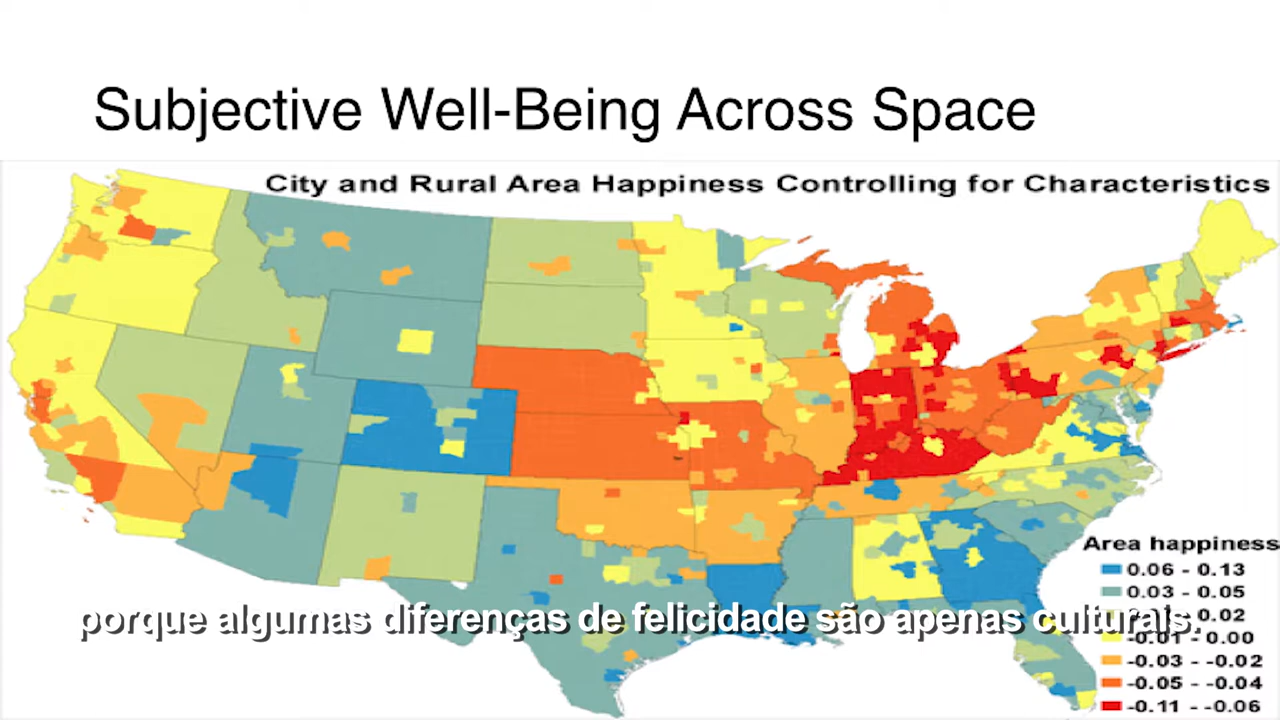 Subjective Well-Being Across Space
City and Rural Area Happiness Controlling for Characteristics
Area happiness
0.06 - 0.13
0.03 - 0.05
0.02
-0.01 - 0.00
-0.03 - -0.02
-0.05 - -0.04
-0.11 - -0.06
porque algumas diferenças de felicidade são apenas culturais.